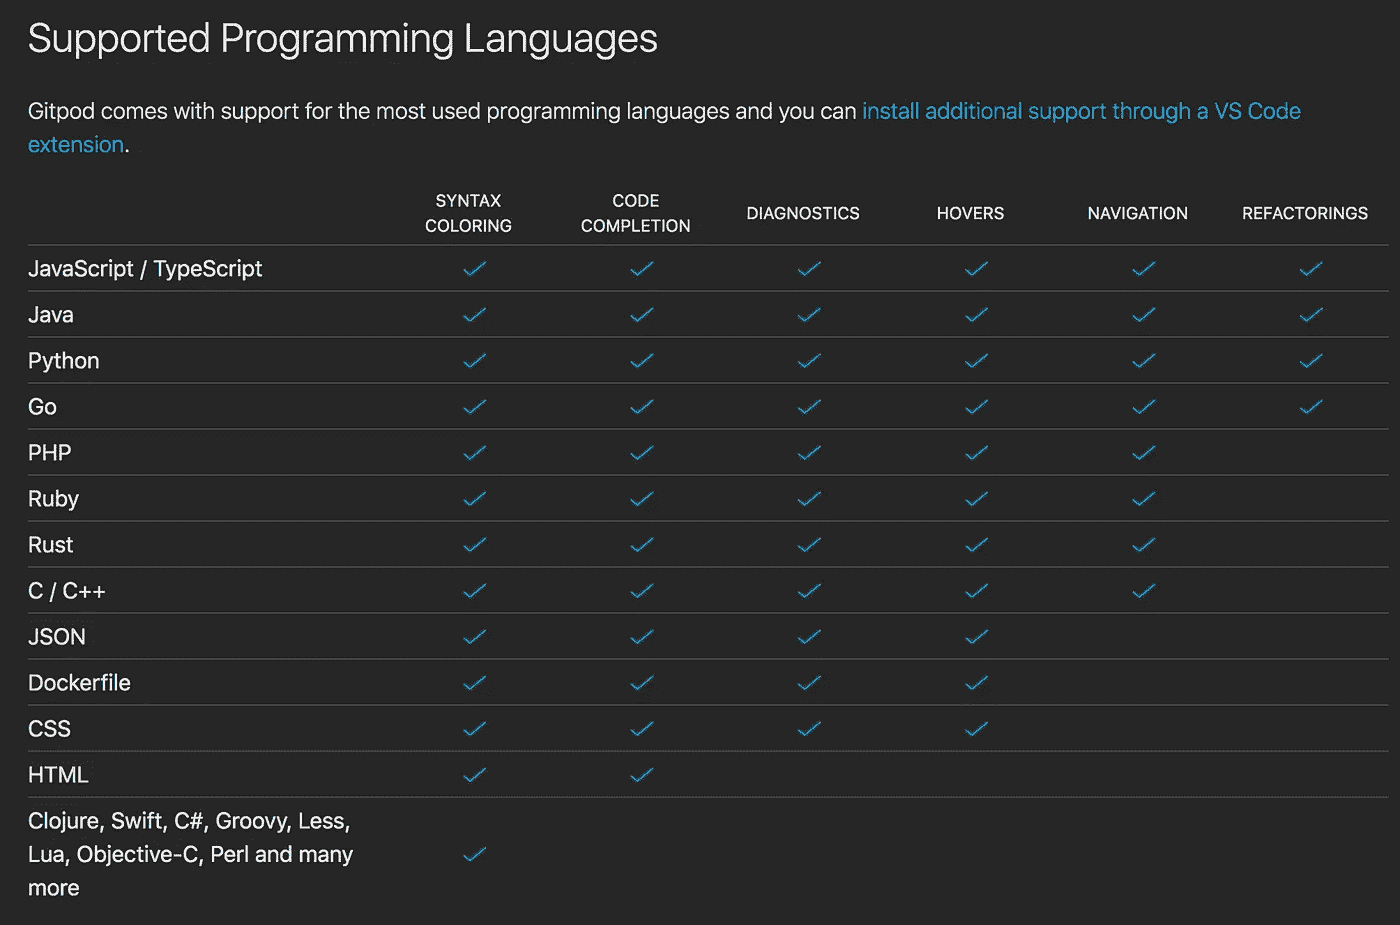 Supported Programming Languages
Gitpod comes with support for the most used programming languages and you can install additional support through a VS Code
extension.
SYNTAX COLORING CODE COMPLETION DIAGNOSTICS HOVERS NAVIGATION REFACTORINGS
JavaScript / TypeScript ✓ ✓ ✓ ✓ ✓ ✓
Java ✓ ✓ ✓ ✓ ✓ ✓
Python ✓ ✓ ✓ ✓ ✓ ✓
Go ✓ ✓ ✓ ✓ ✓ ✓
PHP ✓ ✓ ✓ ✓ ✓
Ruby ✓ ✓ ✓ ✓ ✓
Rust ✓ ✓ ✓ ✓ ✓
C / C++ ✓ ✓ ✓ ✓ ✓
JSON ✓ ✓ ✓ ✓
Dockerfile ✓ ✓ ✓ ✓
CSS ✓ ✓ ✓ ✓
HTML ✓ ✓
Clojure, Swift, C#, Groovy, Less,
Lua, Objective-C, Perl and many ✓
more